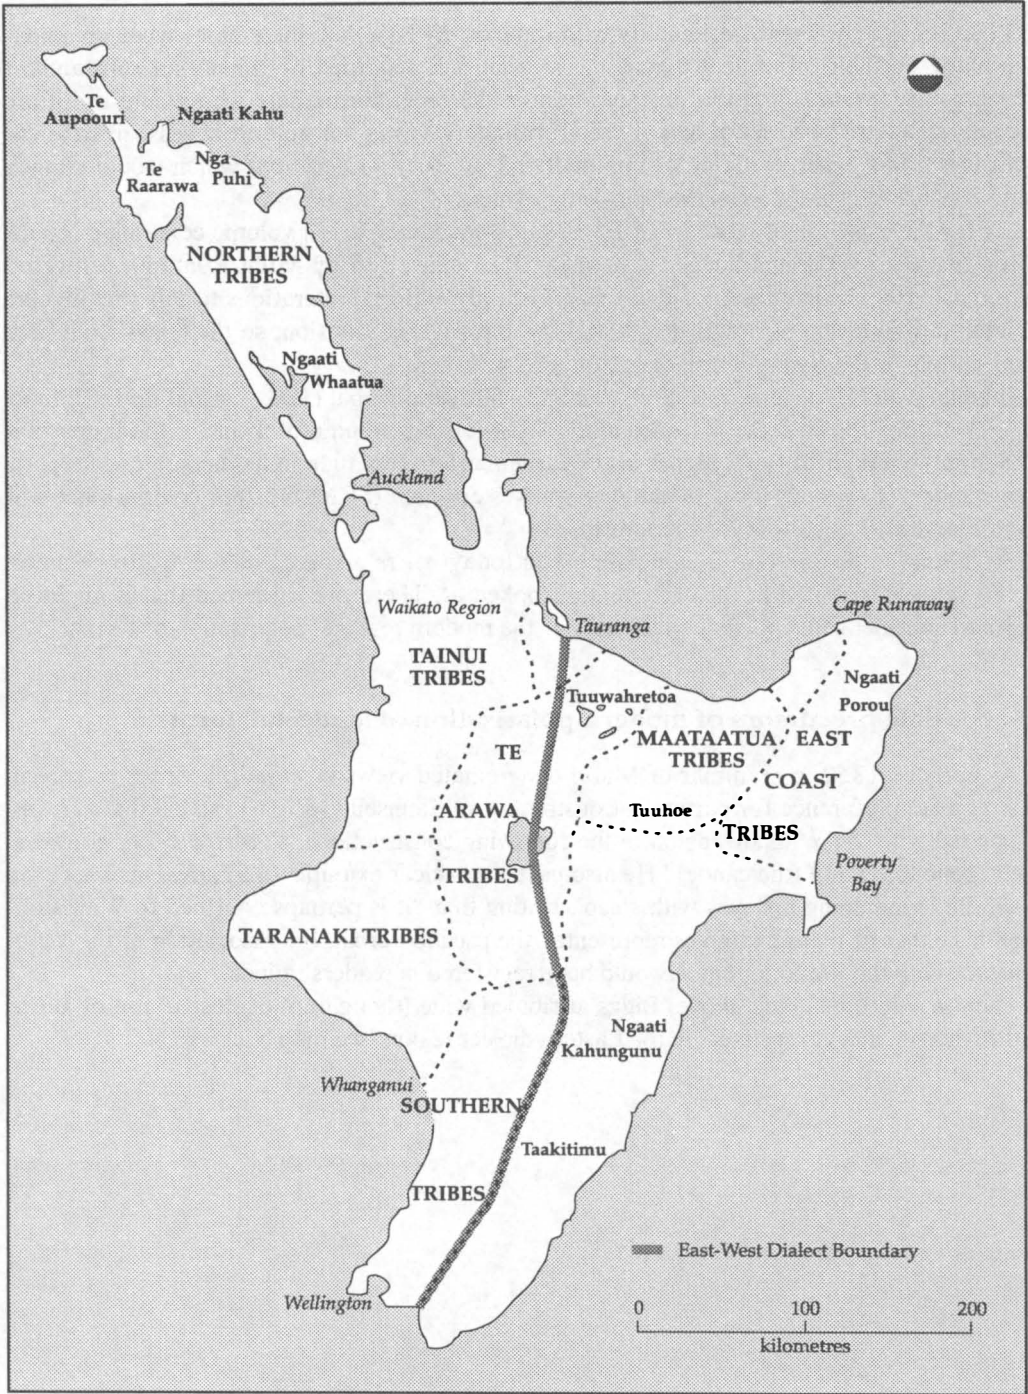 Te
Aupoouri
Ngaati Kahu
Te
Raarawa
Nga
Puhi
NORTHERN
TRIBES
Ngaati
Whaatua
Auckland
Waikato Region
Tauranga
Cape Runaway
TAINUI
TRIBES
Tuuwahretoa
Ngaati
Porou
TE
MAATAATUA
TRIBES
EAST
COAST
ARAWA
Tuuhoe
TRIBES
TRIBES
Poverty
Bay
TARANAKI TRIBES
Ngaati
Kahungunu
Whanganui
SOUTHERN
Taakitimu
TRIBES
East-West Dialect Boundary
Wellington
0 100 200
kilometres